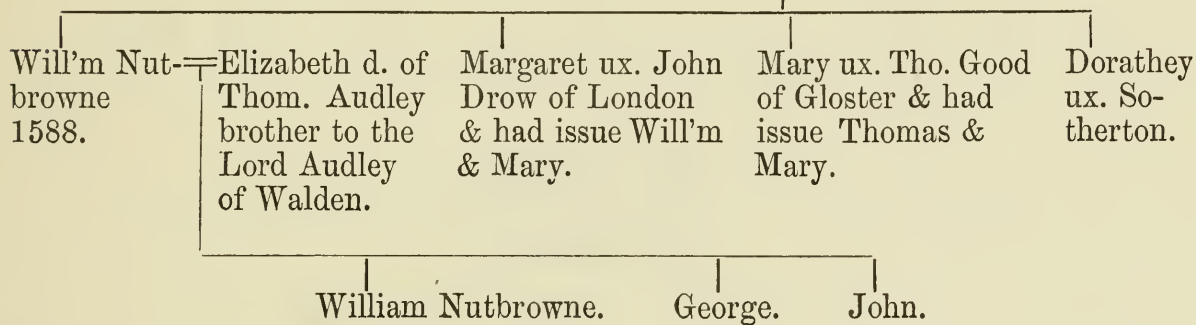 Will'm Nut-
browne
1588.
Elizabeth d. of
Thom. Audley
brother to the
Lord Audley
of Walden.
Margaret ux. John
Drow of London
& had issue Will'm
& Mary.
Mary ux. Tho. Good
of Gloster & had
issue Thomas &
Mary.
Dorathey
ux. So-
therton.
William Nutbrowne.
George.
John.